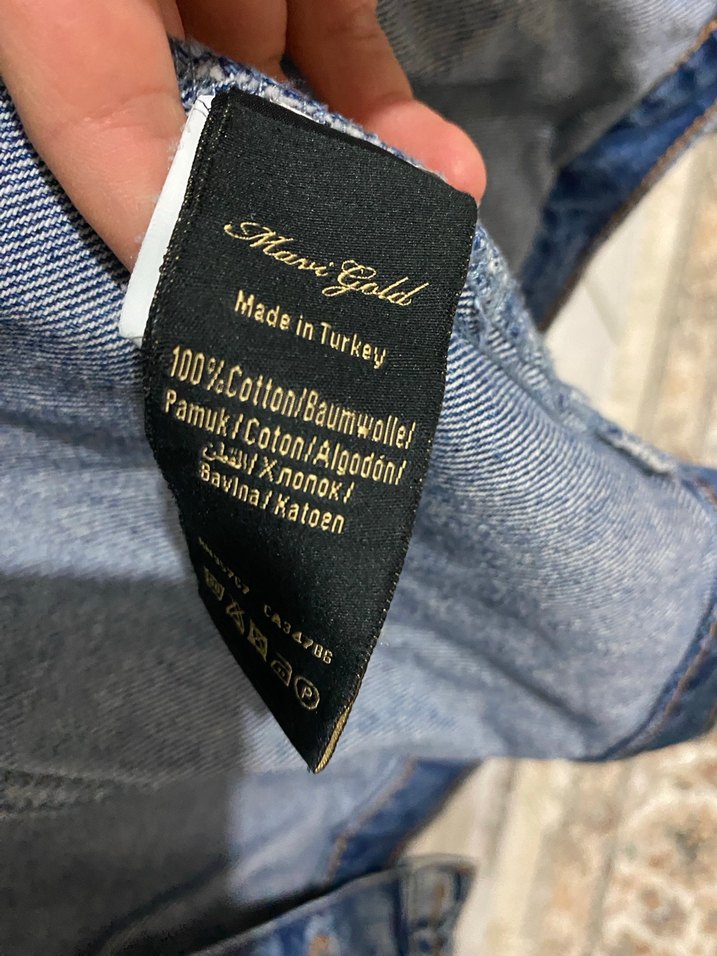 Mavi Gold
Made in Turkey
100%Cotton/Baumwolle/
Pamuk/Coton/Algodón/
القطن/Хлопок/
Bavlna/Katoen
CA34786
P